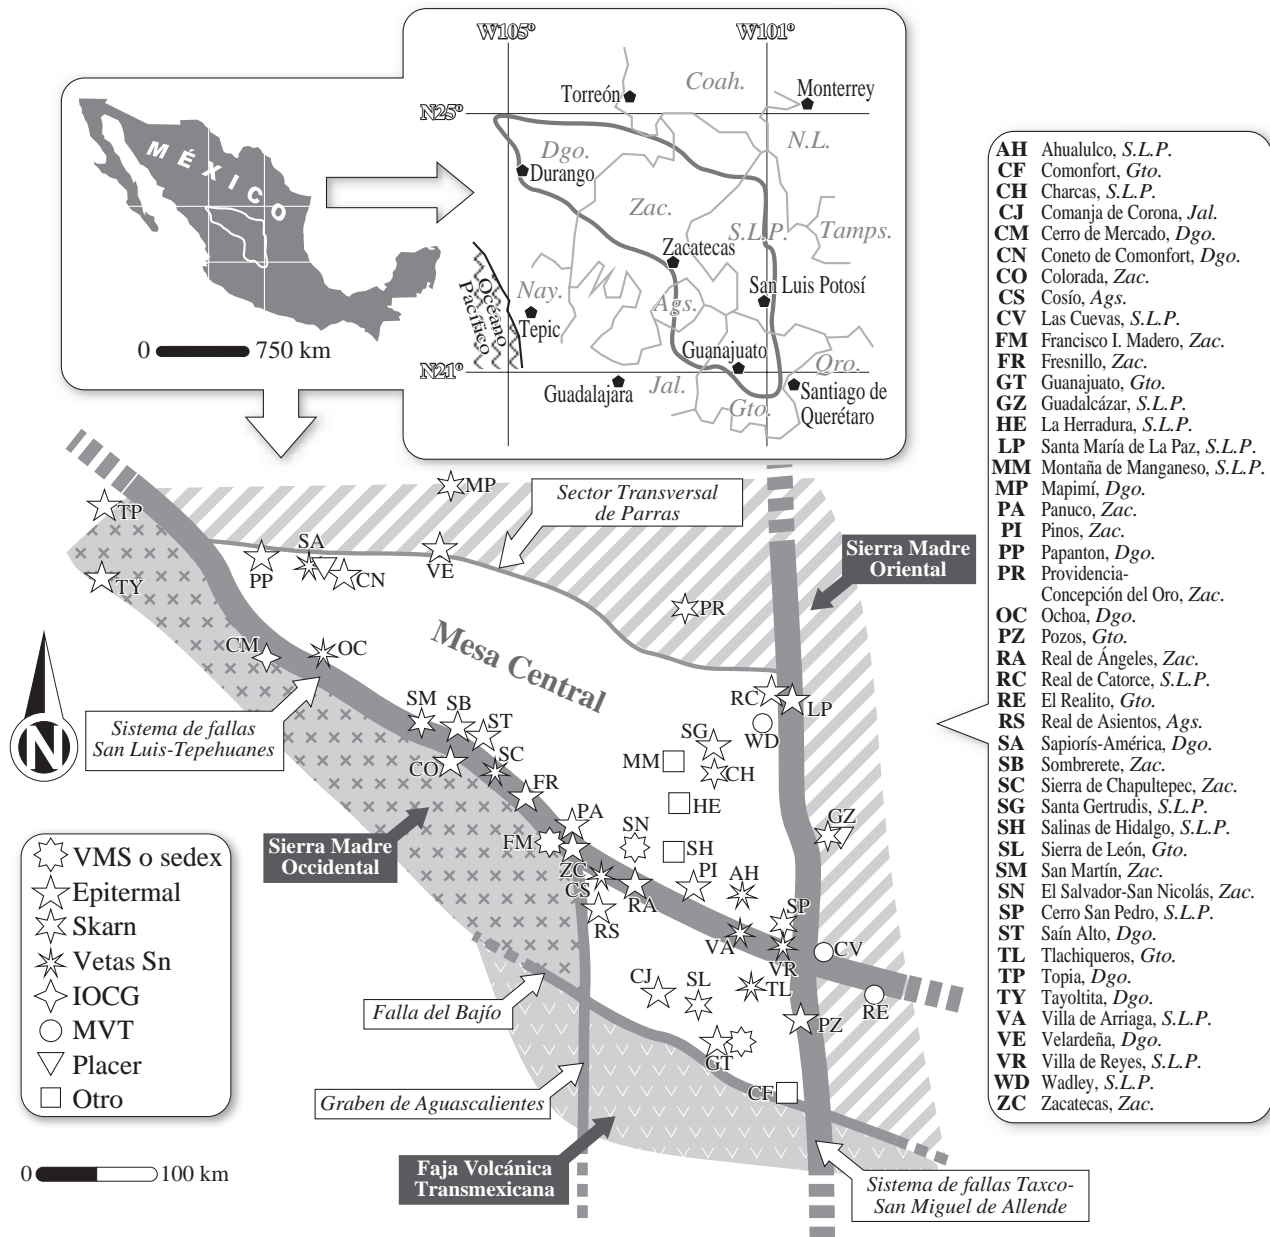 W105º
W101º
N25º
N21º
MÉXICO
0 750 km
Torreón
Coah.
Monterrey
N.L.
Dgo.
Durango
Zac.
S.L.P.
Tamps.
Zacatecas
San Luis Potosí
Nay.
Ags.
Océano
Pacífico
Tepic
Guanajuato
Qro.
Guadalajara
Jal.
Gto.
Santiago de
Querétaro
AH Ahualulco, S.L.P.
CF Comonfort, Gto.
CH Charcas, S.L.P.
CJ Comanja de Corona, Jal.
CM Cerro de Mercado, Dgo.
CN Coneto de Comonfort, Dgo.
CO Colorada, Zac.
CS Cosío, Ags.
CV Las Cuevas, S.L.P.
FM Francisco I. Madero, Zac.
FR Fresnillo, Zac.
GT Guanajuato, Gto.
GZ Guadalcázar, S.L.P.
HE La Herradura, S.L.P.
LP Santa María de La Paz, S.L.P.
MM Montaña de Manganeso, S.L.P.
MP Mapimí, Dgo.
PA Panuco, Zac.
PI Pinos, Zac.
PP Papanton, Dgo.
PR Providencia-
Concepción del Oro, Zac.
OC Ochoa, Dgo.
PZ Pozos, Gto.
RA Real de Ángeles, Zac.
RC Real de Catorce, S.L.P.
RE El Realito, Gto.
RS Real de Asientos, Ags.
SA Sapiorís-América, Dgo.
SB Sombrerete, Zac.
SC Sierra de Chapultepec, Zac.
SG Santa Gertrudis, S.L.P.
SH Salinas de Hidalgo, S.L.P.
SL Sierra de León, Gto.
SM San Martín, Zac.
SN El Salvador-San Nicolás, Zac.
SP Cerro San Pedro, S.L.P.
ST Saín Alto, Dgo.
TL Tlachiqueros, Gto.
TP Topia, Dgo.
TY Tayoltita, Dgo.
VA Villa de Arriaga, S.L.P.
VE Velardeña, Dgo.
VR Villa de Reyes, S.L.P.
WD Wadley, S.L.P.
ZC Zacatecas, Zac.
MP
Sector Transversal
de Parras
TP
SA
PP
CN
VE
TY
Sierra Madre
Oriental
PR
Mesa Central
CM
OC
Sistema de fallas
San Luis-Tepehuanes
SM
SB
ST
RC
LP
WD
SG
MM
CH
CO
SC
FR
HE
N
Sierra Madre
Occidental
PA
FM
SN
SH
GZ
ZC
CS
RA
PI
AH
RS
SP
VA
VR
CV
CJ
SL
TL
RE
PZ
GT
CF
Falla del Bajío
Graben de Aguascalientes
Faja Volcánica
Transmexicana
Sistema de fallas Taxco-
San Miguel de Allende
VMS o sedex
Epitermal
Skarn
Vetas Sn
IOCG
MVT
Placer
Otro
0 100 km